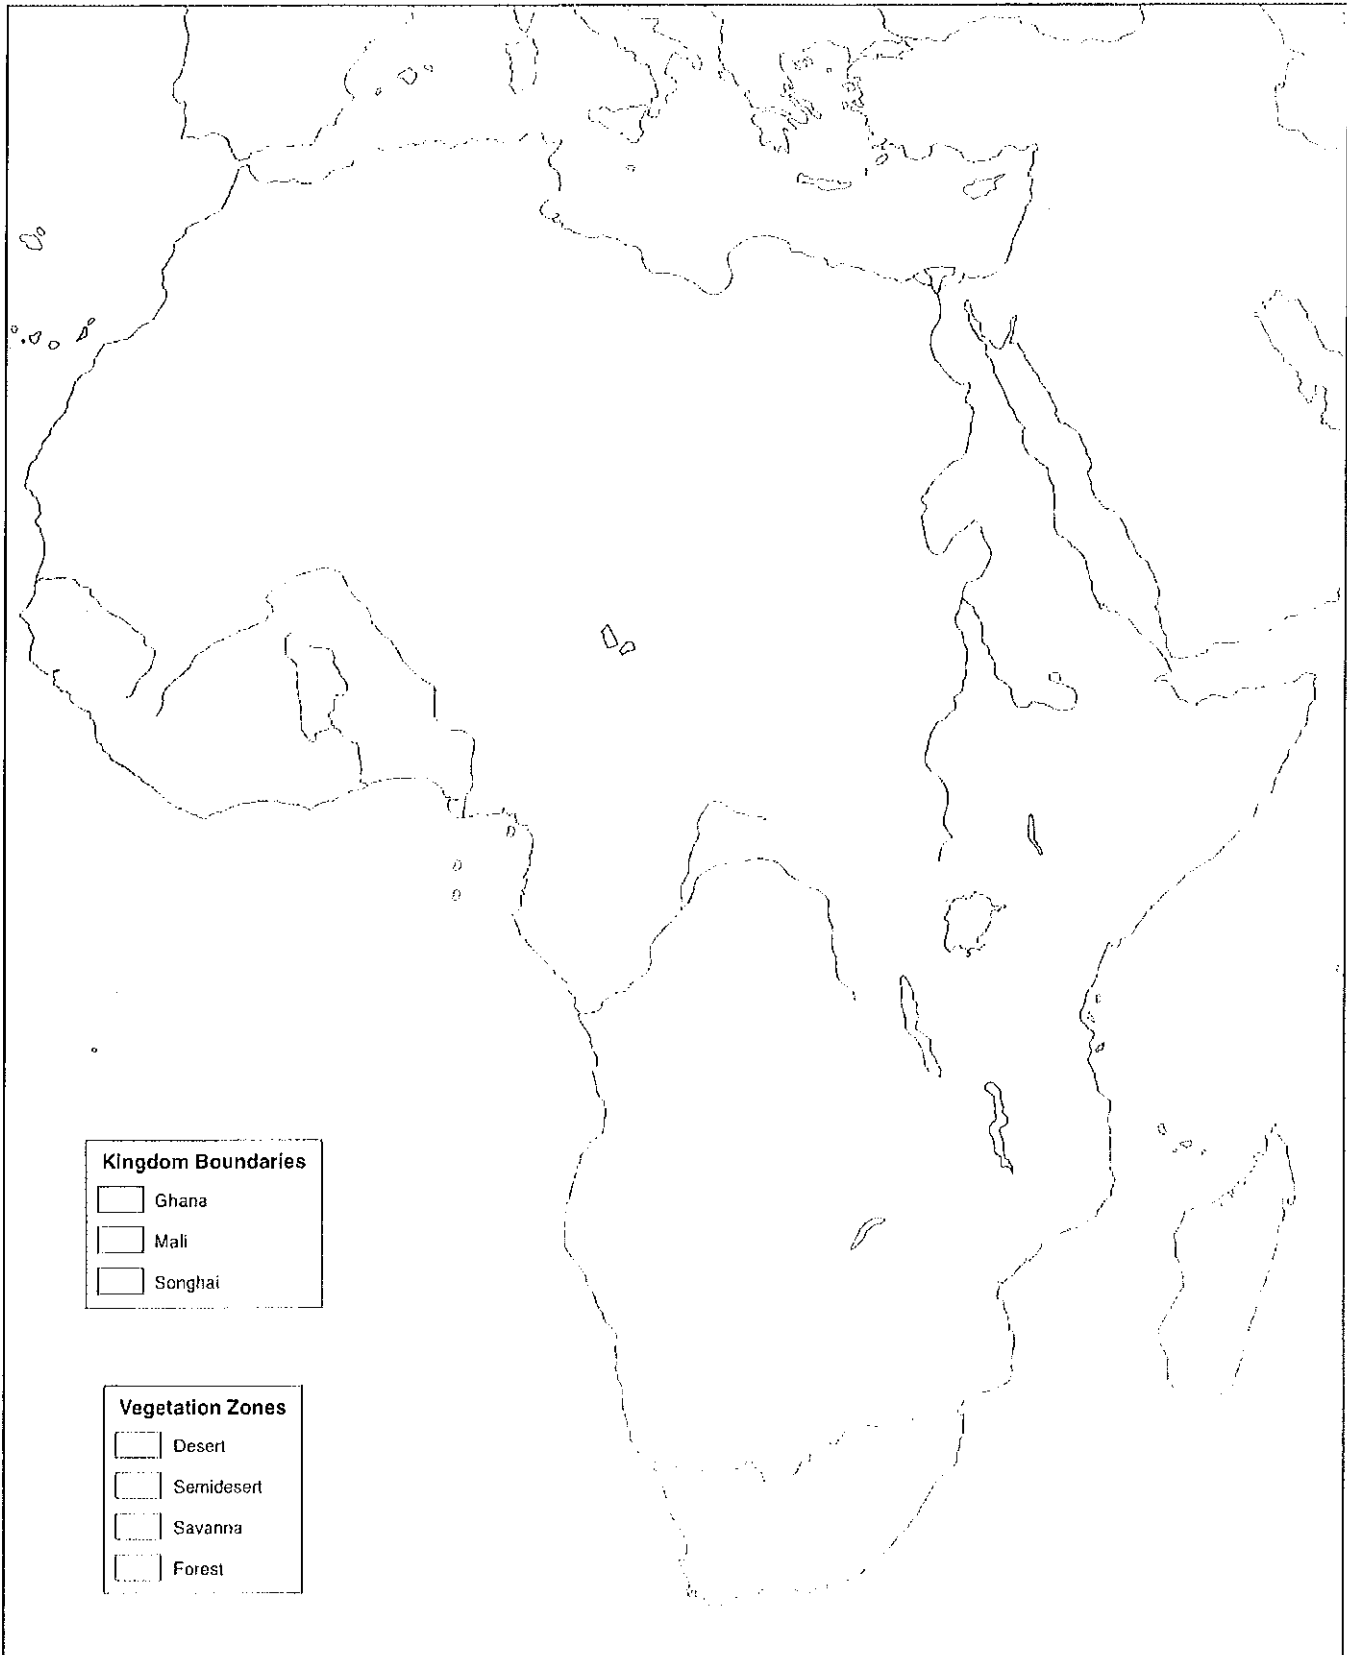 Kingdom Boundaries
Ghana
Mali
Songhai
Vegetation Zones
Desert
Semidesert
Savanna
Forest